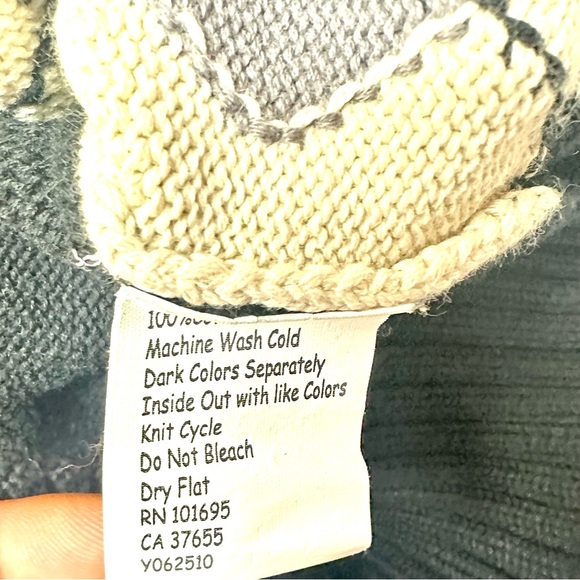 100%
Machine Wash Cold
Dark Colors Separately
Inside Out with like Colors
Knit Cycle
Do Not Bleach
Dry Flat
RN 101695
CA 37655
Y062510